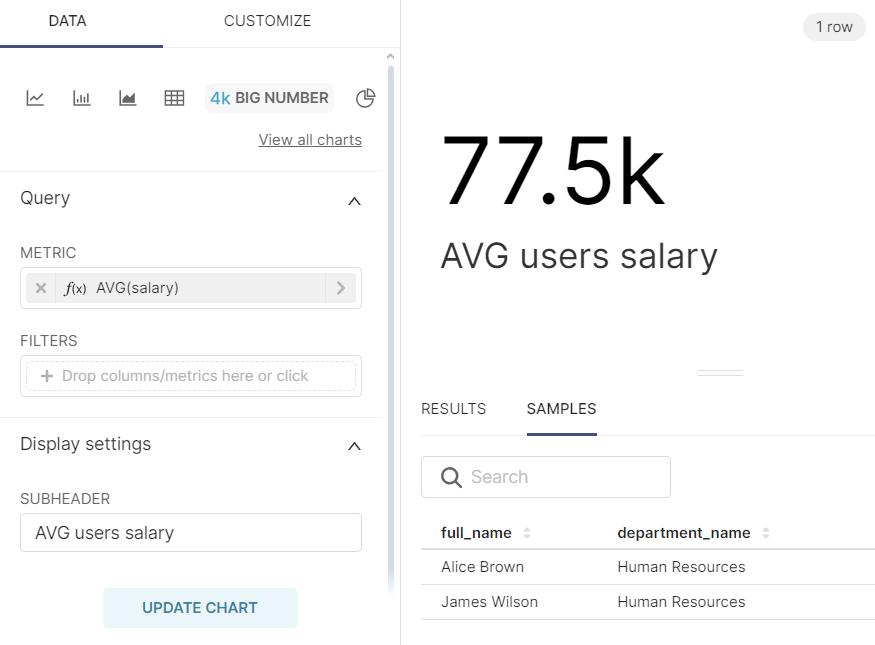 DATA
CUSTOMIZE
4k BIG NUMBER
View all charts
Query
METRIC
f(x) AVG(salary)
FILTERS
Drop columns/metrics here or click
Display settings
SUBHEADER
AVG users salary
UPDATE CHART
1 row
77.5k
AVG users salary
RESULTS
SAMPLES
Search
full_name department_name
Alice Brown Human Resources
James Wilson Human Resources